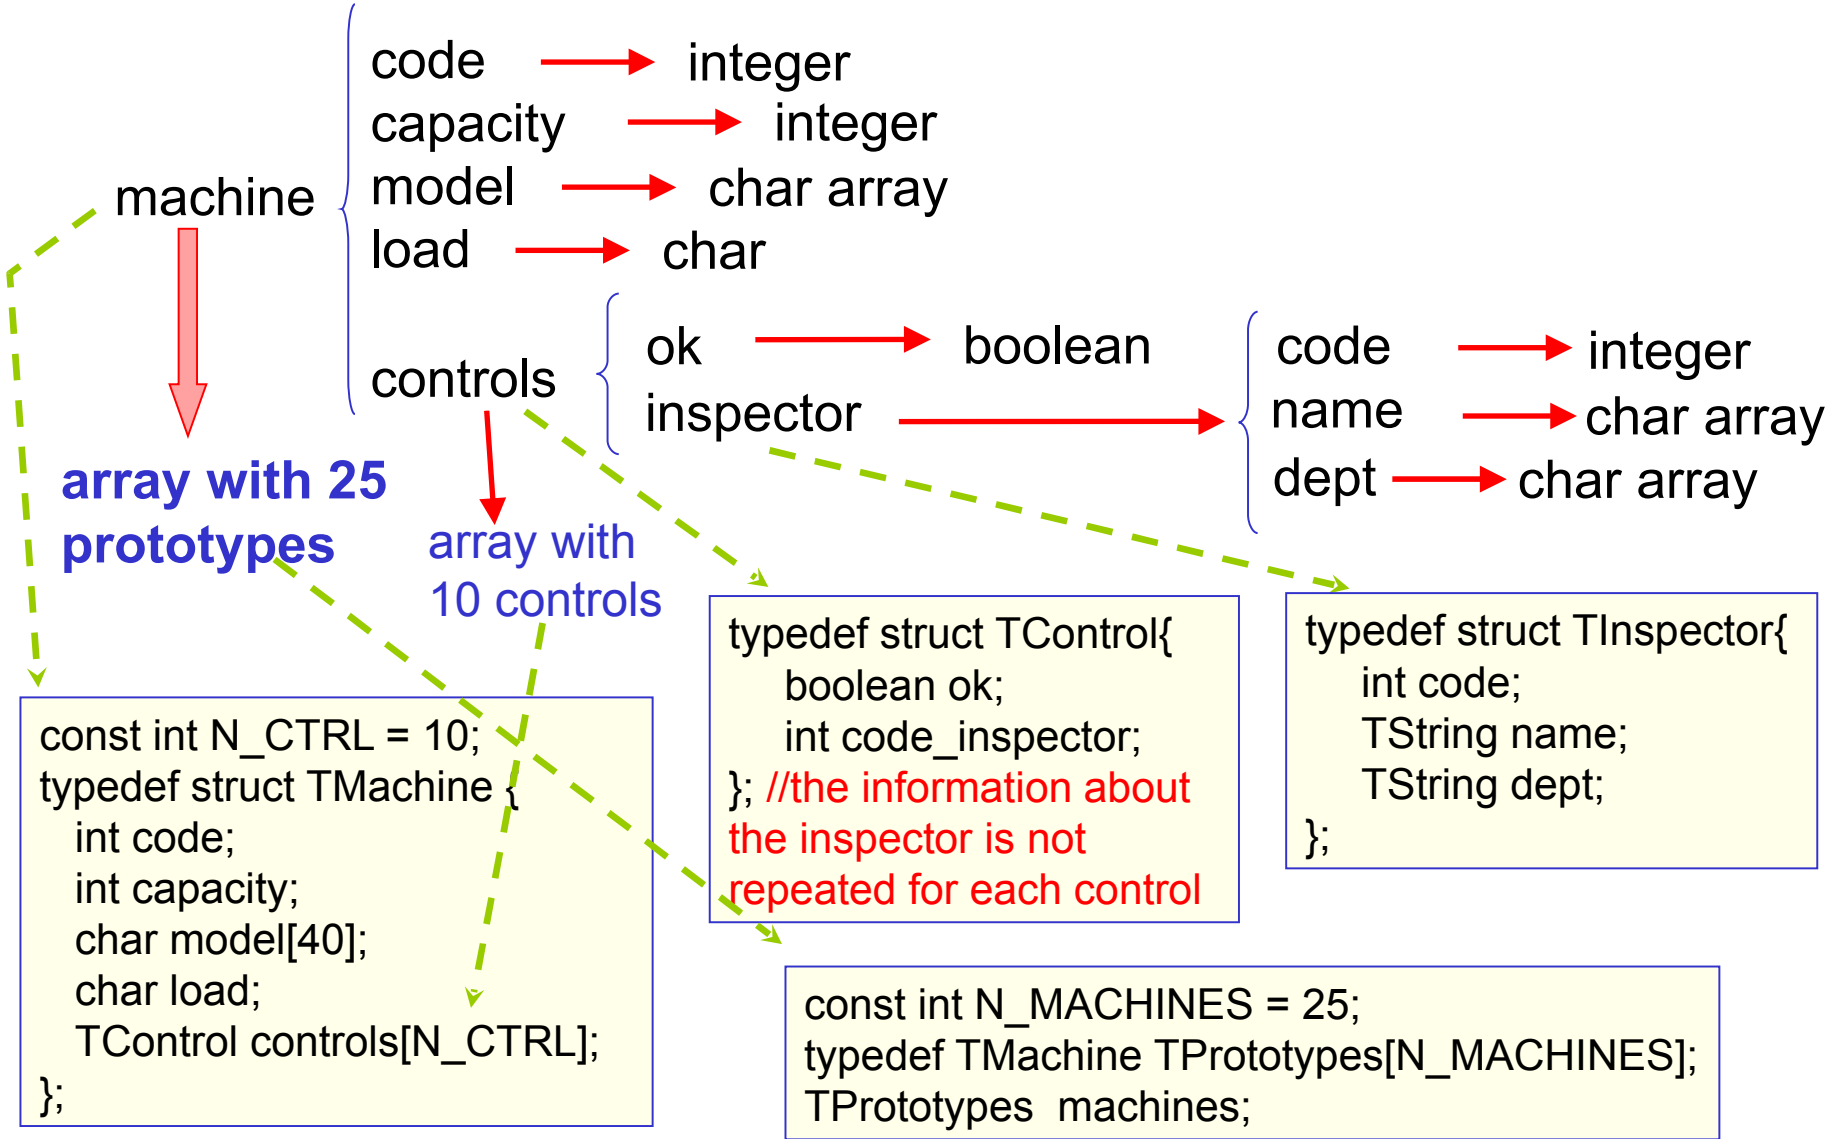 code integer
capacity integer
machine model char array
load char
controls ok boolean code integer
inspector name char array
dept char array
array with 25
prototypes
array with
10 controls
const int N_CTRL = 10;
typedef struct TMachine {
int code;
int capacity;
char model[40];
char load;
TControl controls[N_CTRL];
};
typedef struct TControl{
boolean ok;
int code_inspector;
}; //the information about
the inspector is not
repeated for each control
typedef struct TInspector{
int code;
TString name;
TString dept;
};
const int N_MACHINES = 25;
typedef TMachine TPrototypes[N_MACHINES];
TPrototypes machines;